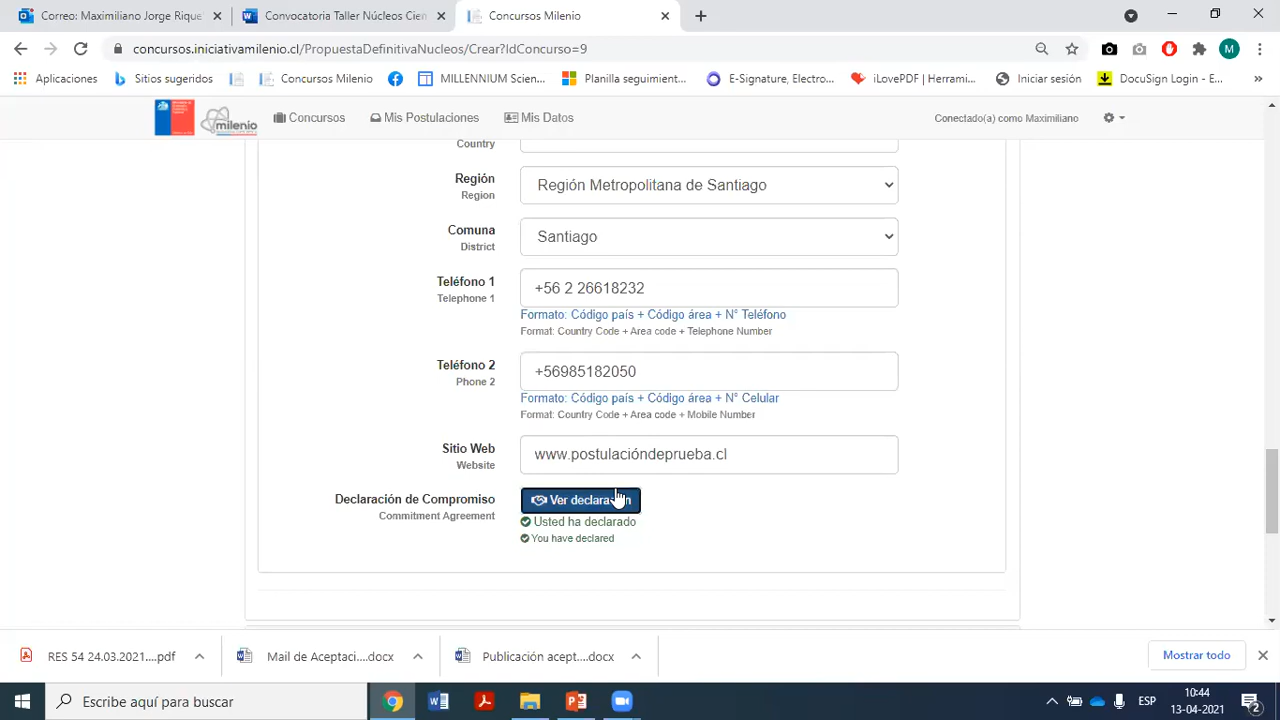 Correo: Maximiliano Jorge Rique
Convocatoria Taller Núcleos Cien
Concursos Milenio
concursos.iniciativamilenio.cl/PropuestaDefinitivaNucleos/Crear?IdConcurso=9
M
Aplicaciones
Sitios sugeridos
Concursos Milenio
MILLENNIUM Scien...
Planilla seguimient...
E-Signature, Electro...
iLovePDF | Herrami...
Iniciar sesión
DocuSign Login - E...
milenio
Concursos
Mis Postulaciones
Mis Datos
Conectado(a) como Maximiliano
Country
Región
Region
Región Metropolitana de Santiago
Comuna
District
Santiago
Teléfono 1
Telephone 1
+56 2 26618232
Formato: Código país + Código área + N° Teléfono
Format: Country Code + Area code + Telephone Number
Teléfono 2
Phone 2
+56985182050
Formato: Código país + Código área + N° Celular
Format: Country Code + Area code + Mobile Number
Sitio Web
Website
www.postulacióndeprueba.cl
Declaración de Compromiso
Commitment Agreement
Ver declaración
Usted ha declarado
You have declared
RES 54 24.03.2021....pdf
Mail de Aceptaci....docx
Publicación acept....docx
Mostrar todo
Escribe aquí para buscar
ESP
10:44
13-04-2021
2